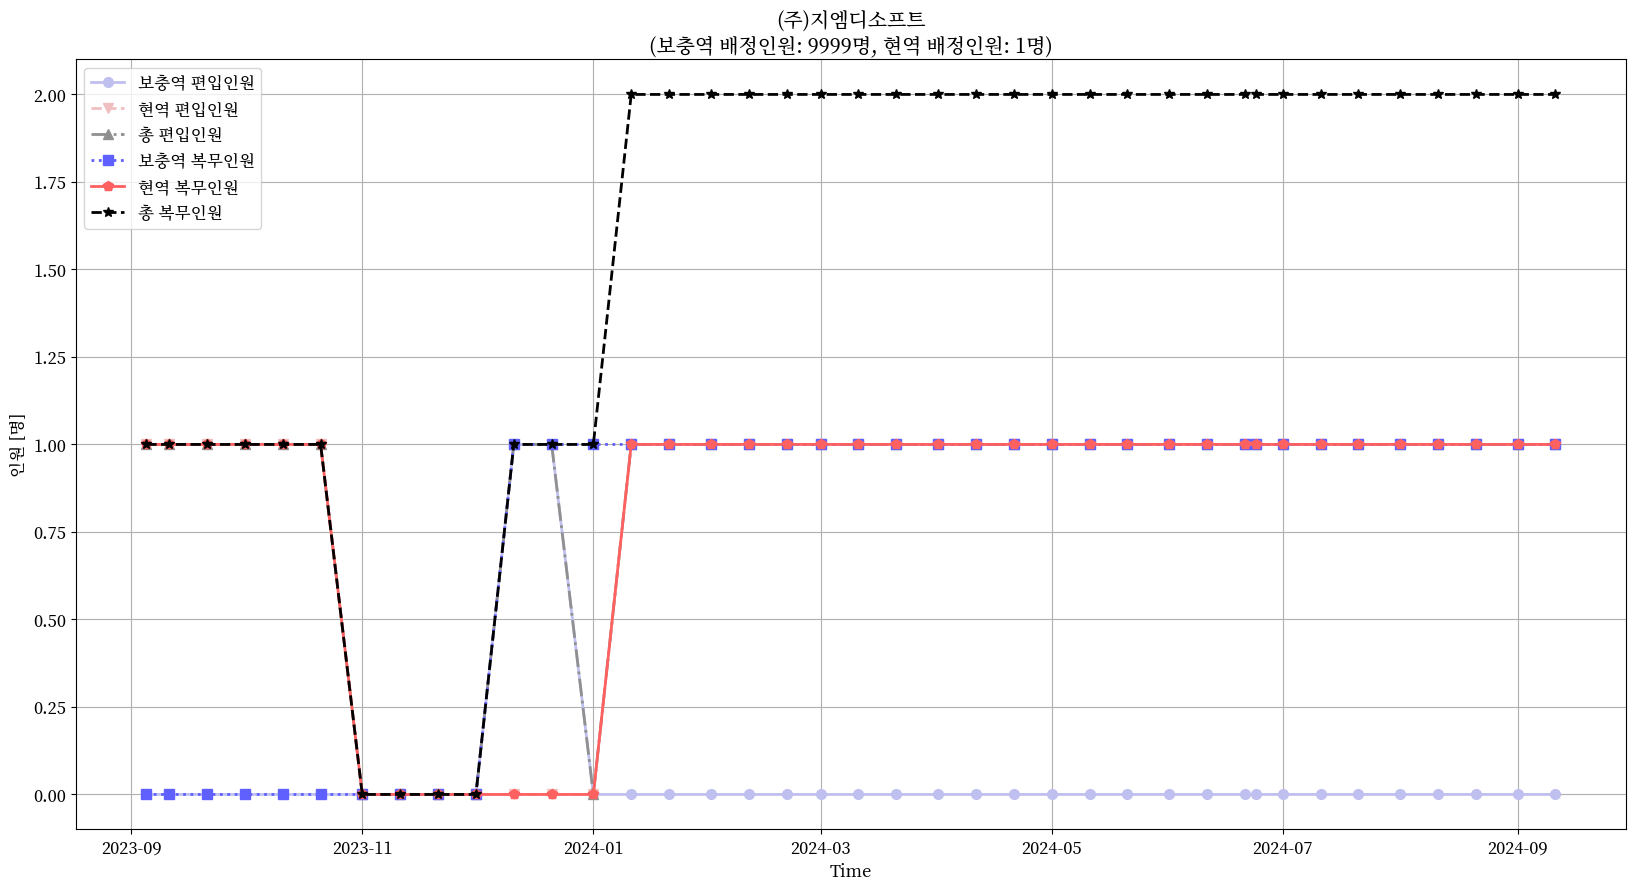 (주)지엠디소프트
(보충역 배정인원: 9999명, 현역 배정인원: 1명)
보충역 편입인원
현역 편입인원
총 편입인원
보충역 복무인원
현역 복무인원
총 복무인원
2.00
1.75
1.50
1.25
1.00
0.75
0.50
0.25
0.00
인원 [명]
2023-09
2023-11
2024-01
2024-03
2024-05
2024-07
2024-09
Time